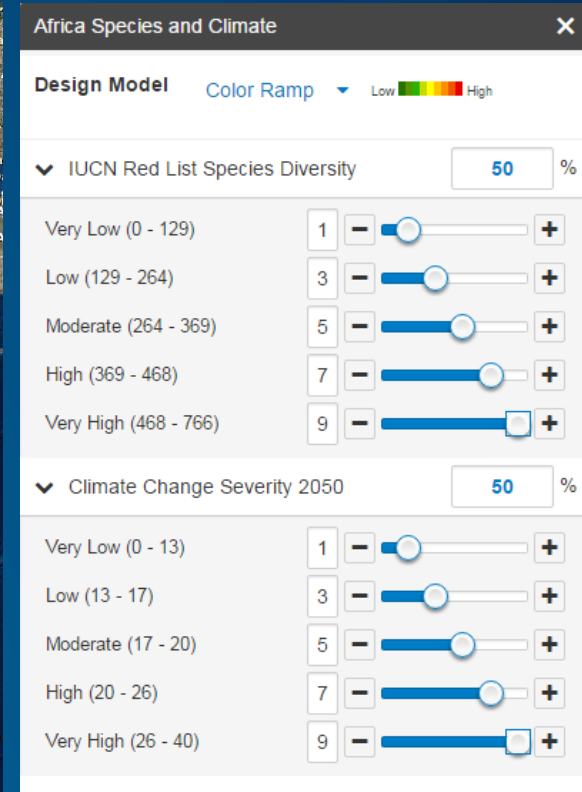 Africa Species and Climate ×
Design Model Color Ramp Low High
IUCN Red List Species Diversity 50 %
Very Low (0 - 129) 1 − +
Low (129 - 264) 3 − +
Moderate (264 - 369) 5 − +
High (369 - 468) 7 − +
Very High (468 - 766) 9 − +
Climate Change Severity 2050 50 %
Very Low (0 - 13) 1 − +
Low (13 - 17) 3 − +
Moderate (17 - 20) 5 − +
High (20 - 26) 7 − +
Very High (26 - 40) 9 − +